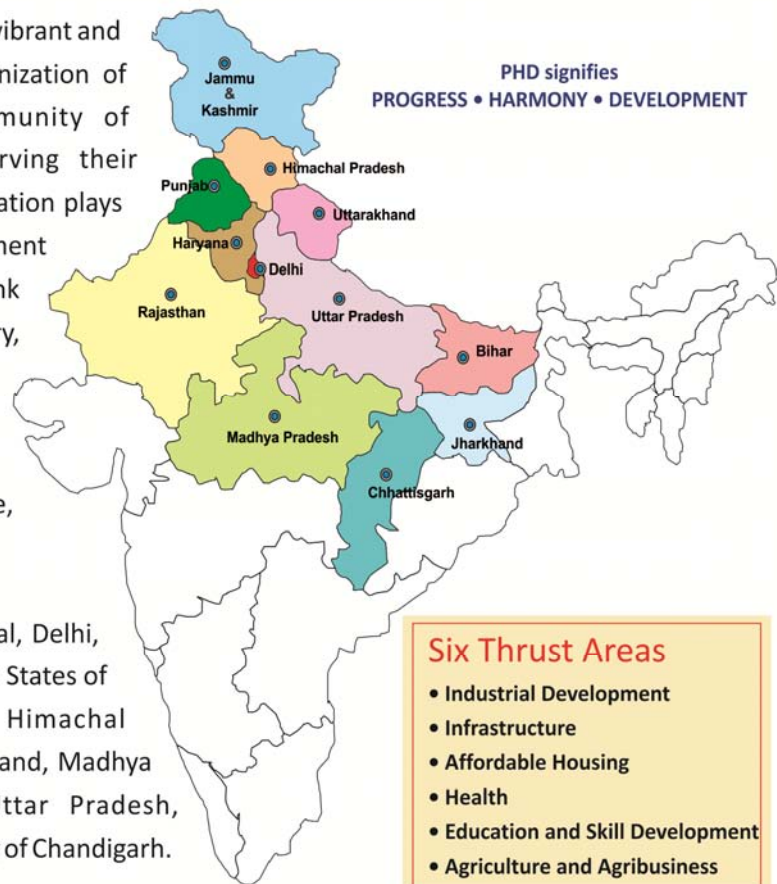 vibrant and
nization of
munity of
rving their
ation plays
ment
nk
ry,
e,
al, Delhi,
States of
Himachal
and, Madhya
ttar Pradesh,
of Chandigarh.
PHD signifies
PROGRESS • HARMONY • DEVELOPMENT
Jammu
&
Kashmir
Himachal Pradesh
Punjab
Uttarakhand
Haryana
Delhi
Rajasthan
Uttar Pradesh
Bihar
Madhya Pradesh
Jharkhand
Chhattisgarh
Six Thrust Areas
• Industrial Development
• Infrastructure
• Affordable Housing
• Health
• Education and Skill Development
• Agriculture and Agribusiness